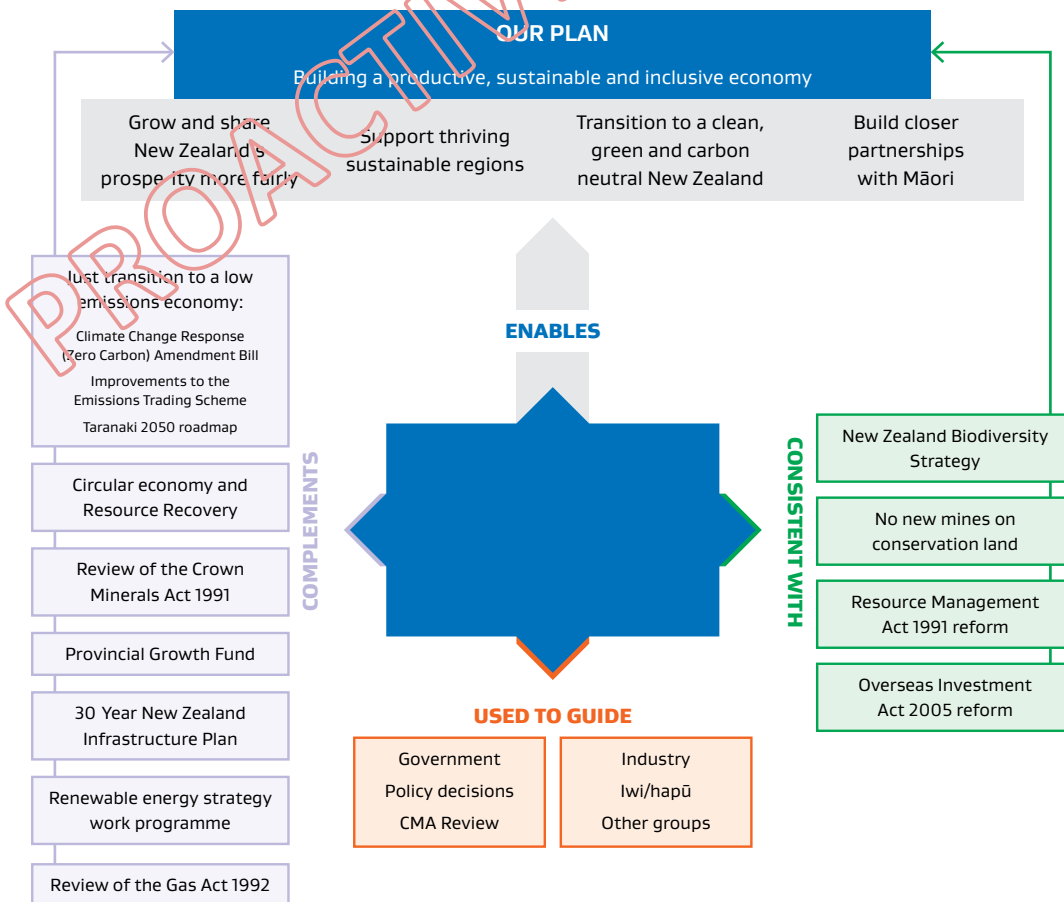 OUR PLAN
Building a productive, sustainable and inclusive economy
Grow and share
New Zealand's
prosperity more fairly
Support thriving
sustainable regions
Transition to a clean,
green and carbon
neutral New Zealand
Build closer
partnerships
with Māori
PROACTIV
Just transition to a low
emissions economy:
Climate Change Response
(Zero Carbon) Amendment Bill
Improvements to the
Emissions Trading Scheme
Taranaki 2050 roadmap
Circular economy and
Resource Recovery
Review of the Crown
Minerals Act 1991
Provincial Growth Fund
30 Year New Zealand
Infrastructure Plan
Renewable energy strategy
work programme
Review of the Gas Act 1992
COMPLEMENTS
ENABLES
CONSISTENT WITH
New Zealand Biodiversity
Strategy
No new mines on
conservation land
Resource Management
Act 1991 reform
Overseas Investment
Act 2005 reform
USED TO GUIDE
Government
Policy decisions
CMA Review
Industry
Iwi/hapū
Other groups